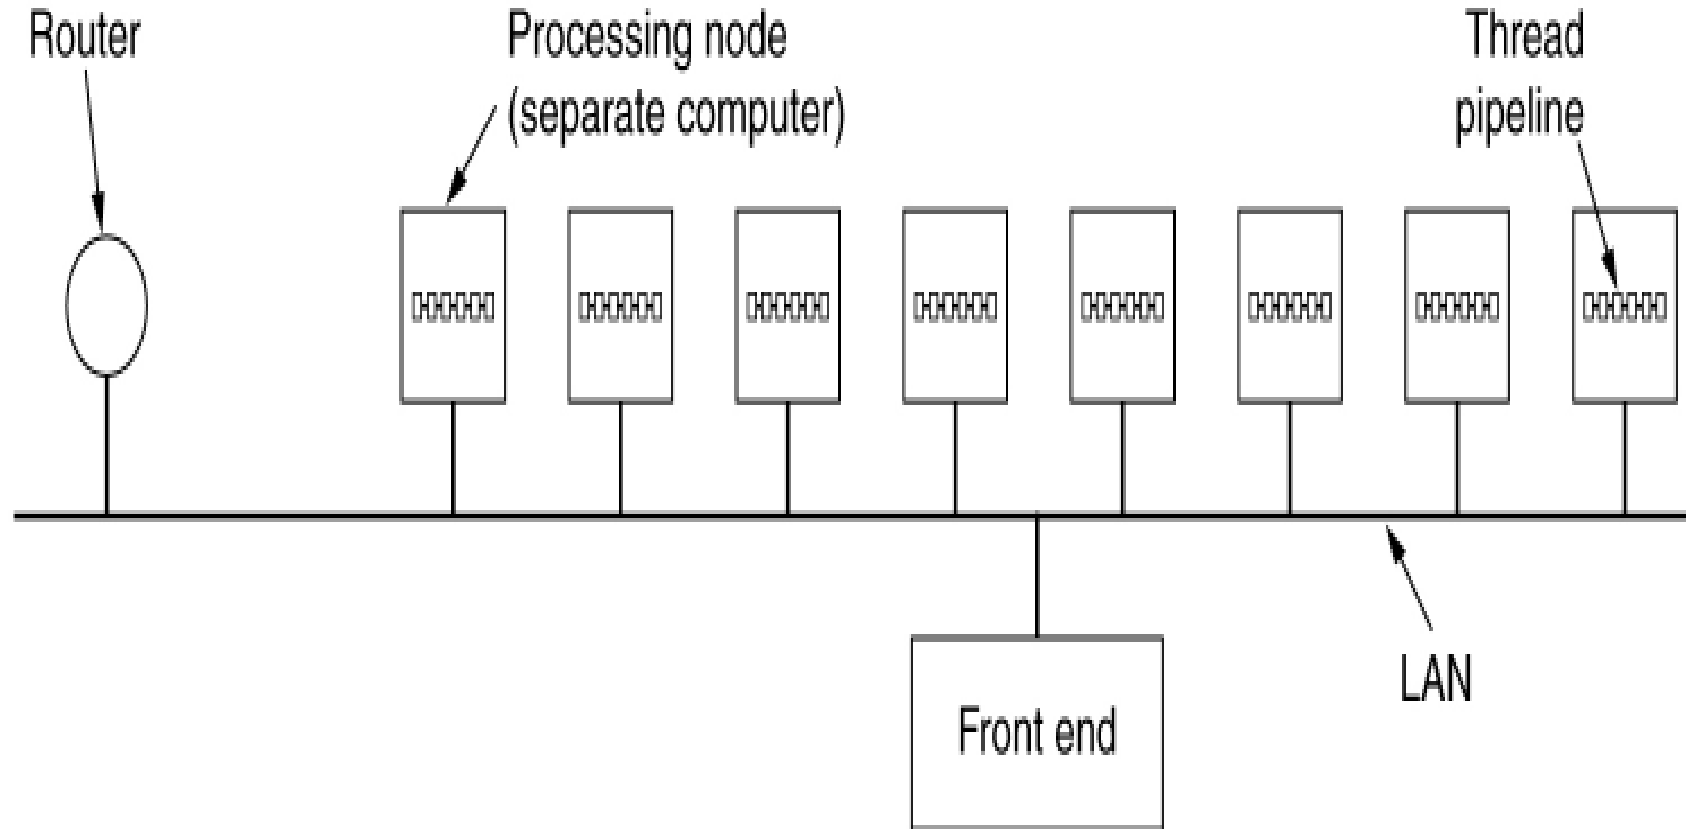 Router
Processing node
(separate computer)
Thread
pipeline
LAN
Front end